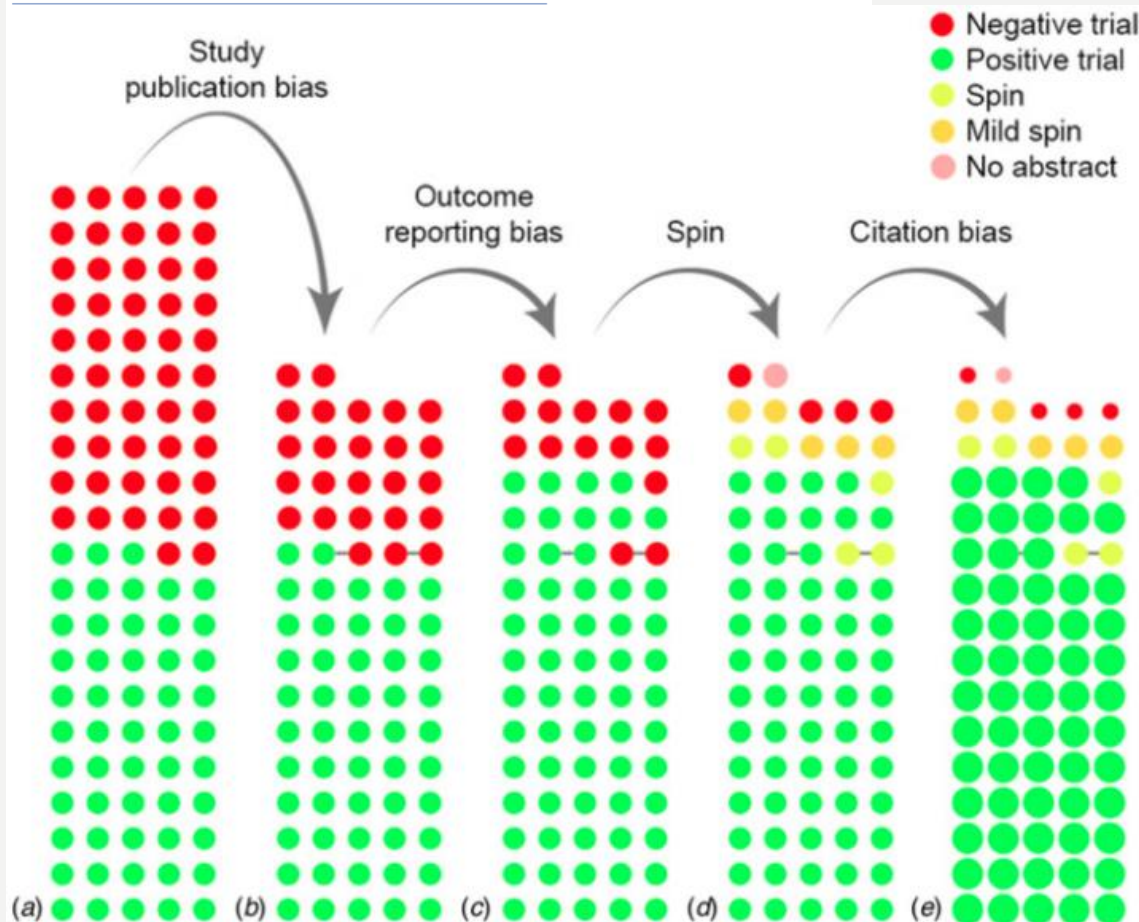 Negative trial
Positive trial
Spin
Mild spin
No abstract
Study
publication bias
Outcome
reporting bias
Spin
Citation bias
(a)
(b)
(c)
(d)
(e)